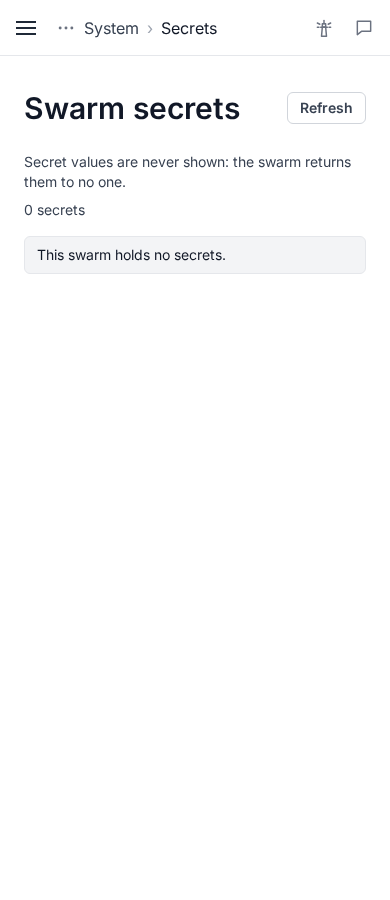 System › Secrets
Swarm secrets
Refresh
Secret values are never shown: the swarm returns
them to no one.
0 secrets
This swarm holds no secrets.